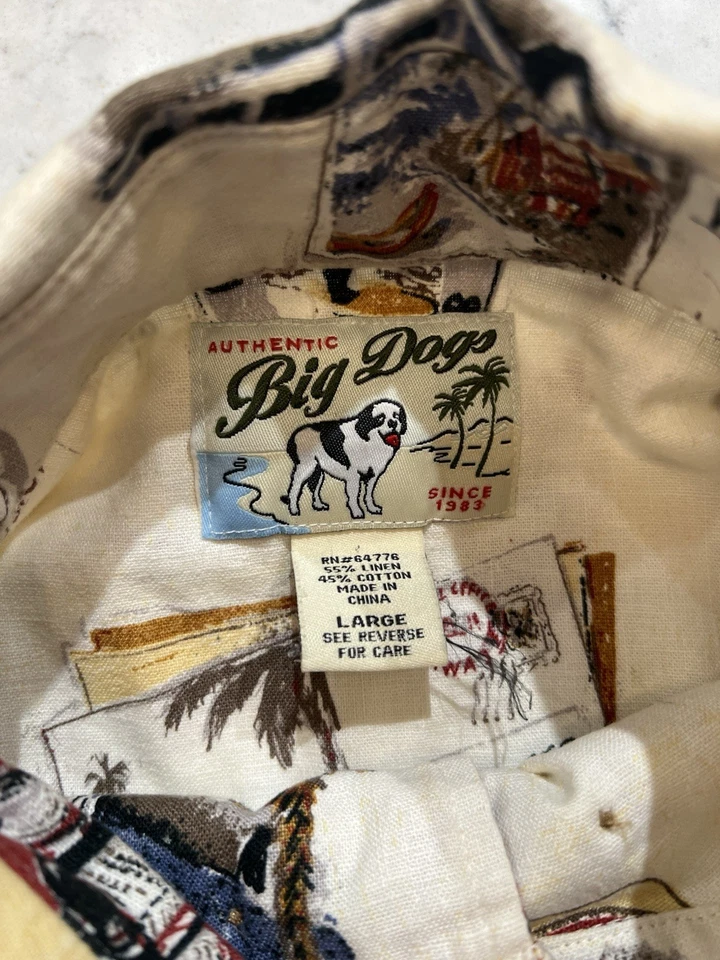 AUTHENTIC
Big Dogs
SINCE
1983
RN#64776
55% LINEN
45% COTTON
MADE IN
CHINA
LARGE
SEE REVERSE
FOR CARE